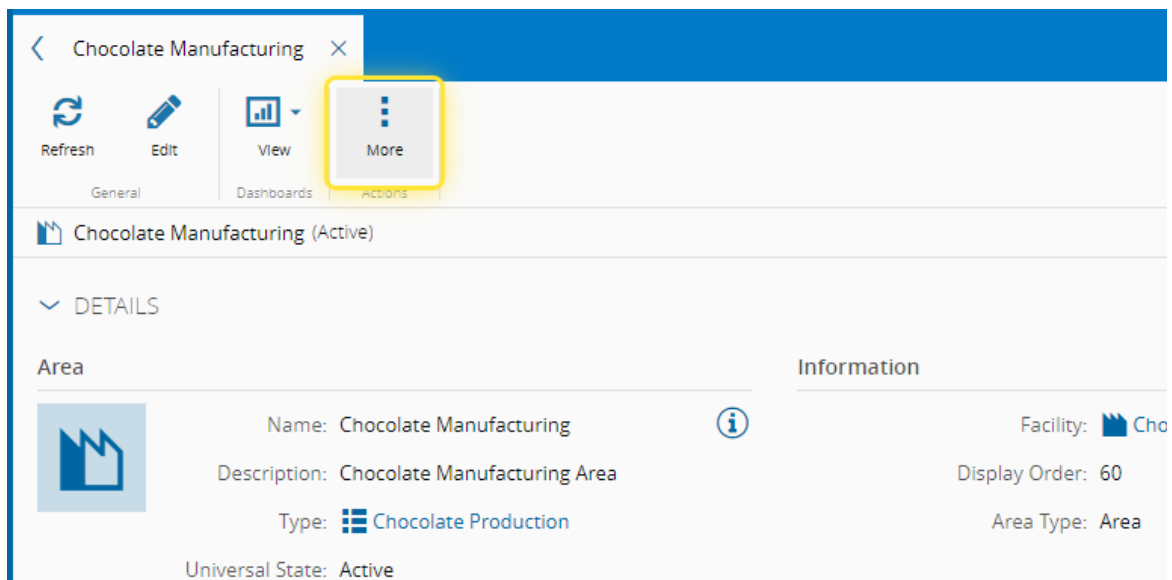 Chocolate Manufacturing
Refresh Edit View More
General Dashboards Actions
Chocolate Manufacturing (Active)
DETAILS
Area Information
Name: Chocolate Manufacturing Facility: Cho
Description: Chocolate Manufacturing Area Display Order: 60
Type: Chocolate Production Area Type: Area
Universal State: Active